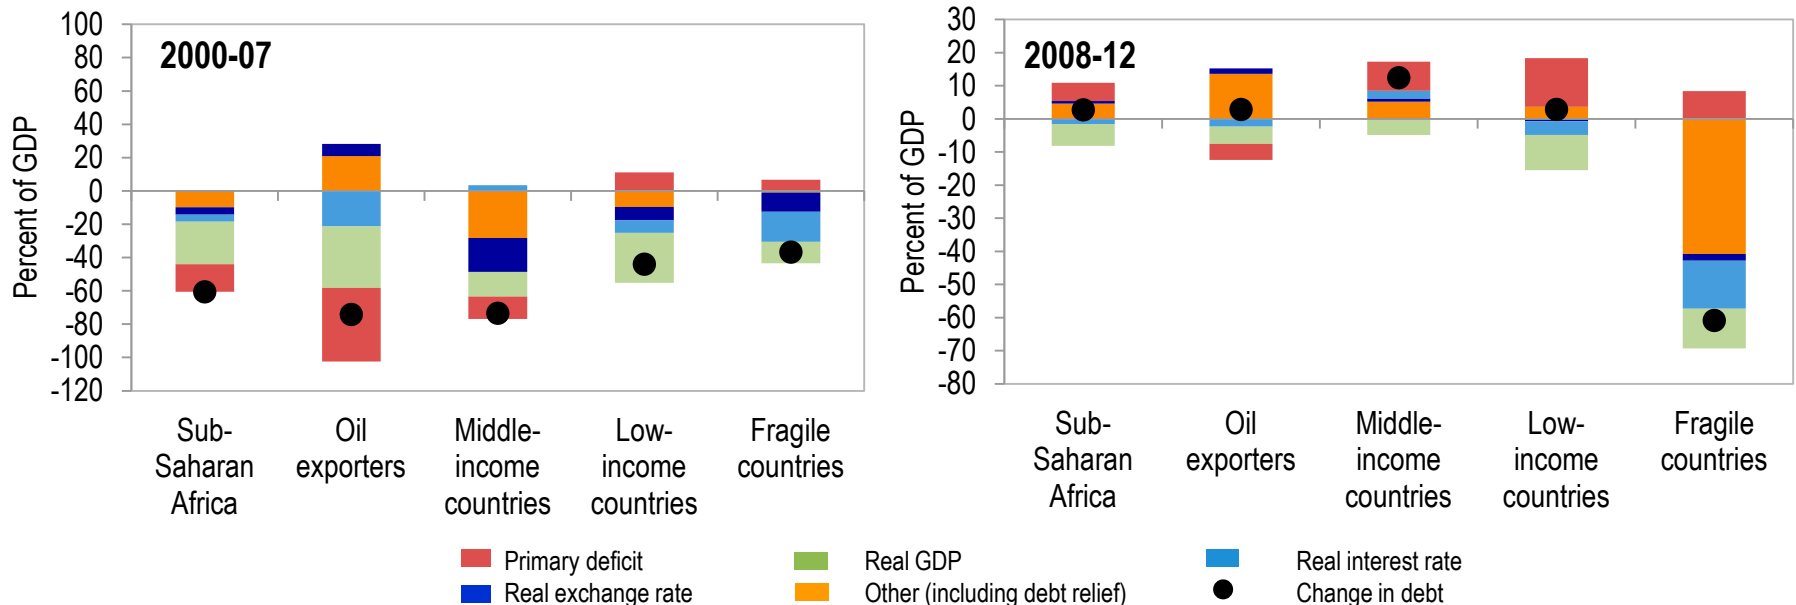 2000-07
Percent of GDP
100
80
60
40
20
0
-20
-40
-60
-80
-100
-120
Sub-
Saharan
Africa
Oil
exporters
Middle-
income
countries
Low-
income
countries
Fragile
countries
2008-12
Percent of GDP
30
20
10
0
-10
-20
-30
-40
-50
-60
-70
-80
Sub-
Saharan
Africa
Oil
exporters
Middle-
income
countries
Low-
income
countries
Fragile
countries
Primary deficit
Real GDP
Real interest rate
Real exchange rate
Other (including debt relief)
Change in debt